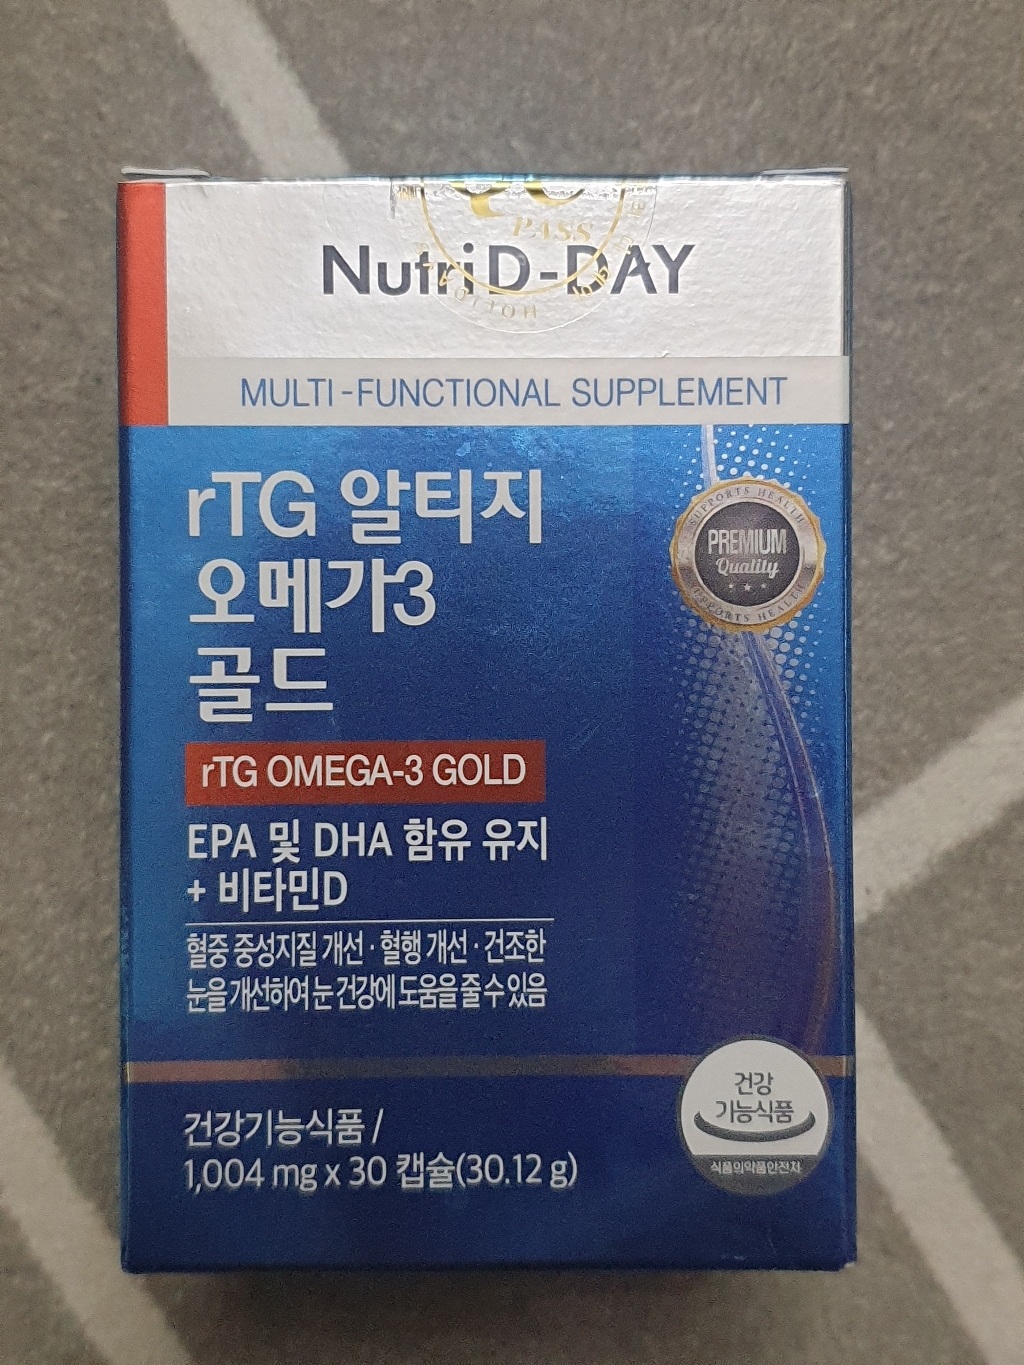 PASS
Nutri D-DAY
MULTI-FUNCTIONAL SUPPLEMENT
rTG 알티지
오메가3
골드
SUPPORTS HEALTH
PREMIUM
Quality
SUPPORTS HEALTH
rTG OMEGA-3 GOLD
EPA 및 DHA 함유 유지
+ 비타민D
혈중 중성지질 개선 · 혈행 개선 · 건조한
눈을 개선하여 눈 건강에 도움을 줄 수 있음
건강기능식품 /
1,004 mg x 30 캡슐(30.12 g)
건강
기능식품
식품의약품안전처